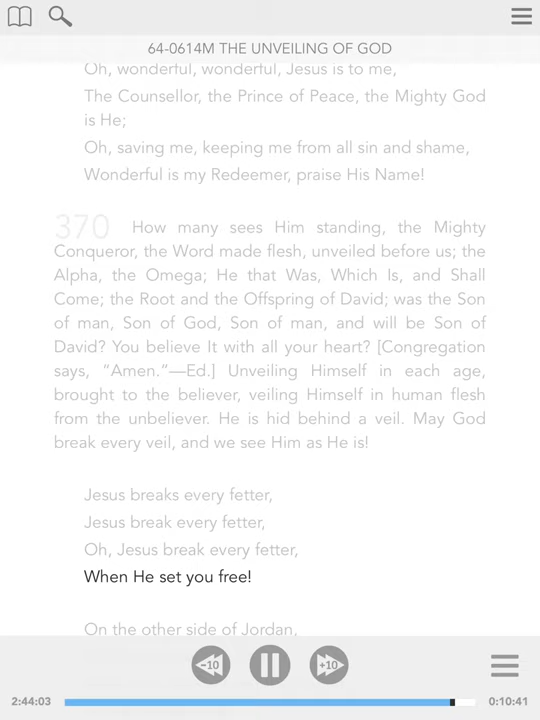 64-0614M THE UNVEILING OF GOD
Oh, wonderful, wonderful, Jesus is to me,
The Counsellor, the Prince of Peace, the Mighty God
is He;
Oh, saving me, keeping me from all sin and shame,
Wonderful is my Redeemer, praise His Name!
370 How many sees Him standing, the Mighty
Conqueror, the Word made flesh, unveiled before us; the
Alpha, the Omega; He that Was, Which Is, and Shall
Come; the Root and the Offspring of David; was the Son
of man, Son of God, Son of man, and will be Son of
David? You believe It with all your heart? [Congregation
says, “Amen.”—Ed.] Unveiling Himself in each age,
brought to the believer, veiling Himself in human flesh
from the unbeliever. He is hid behind a veil. May God
break every veil, and we see Him as He is!
Jesus breaks every fetter,
Jesus break every fetter,
Oh, Jesus break every fetter,
When He set you free!
On the other side of Jordan,
-10
+10
2:44:03
0:10:41